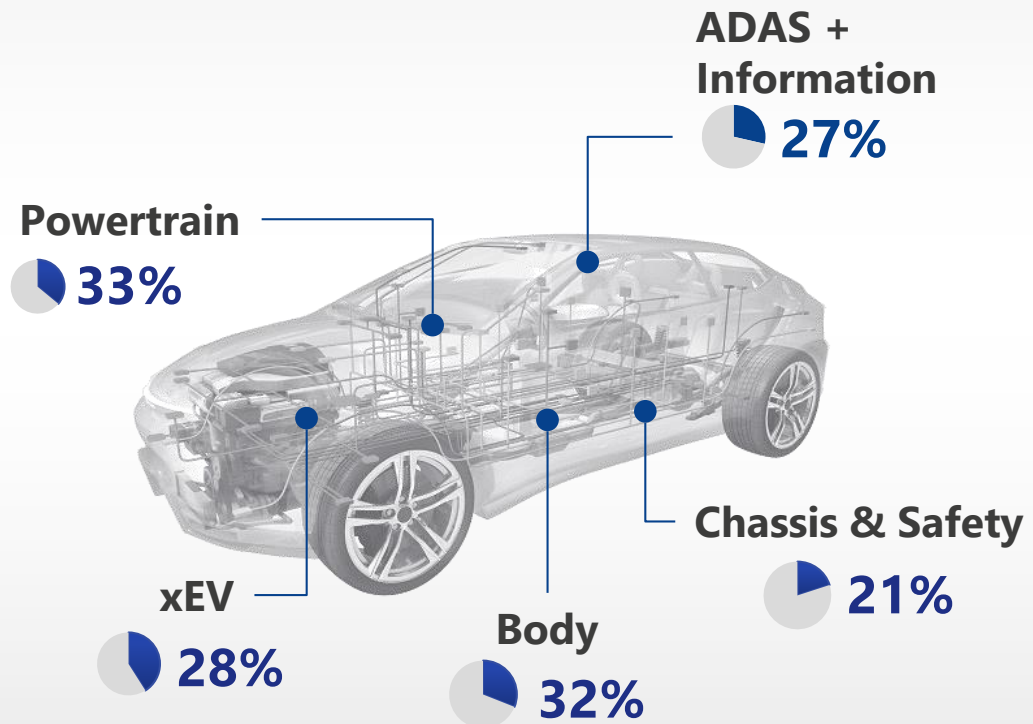 ADAS +
Information
27%
Powertrain
33%
Chassis & Safety
21%
xEV
28%
Body
32%